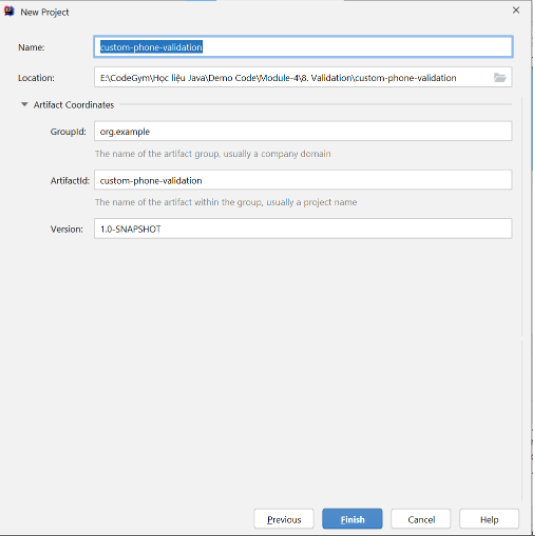 New Project
Name: custom-phone-validation
Location: E:\CodeGym\Học liệu Java\Demo Code\Module-4\8. Validation\custom-phone-validation
Artifact Coordinates
GroupId: org.example
The name of the artifact group, usually a company domain
ArtifactId: custom-phone-validation
The name of the artifact within the group, usually a project name
Version: 1.0-SNAPSHOT
Previous Finish Cancel Help